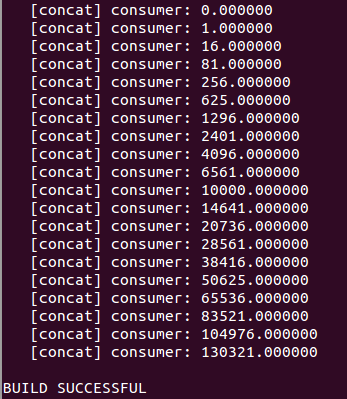 [concat] consumer: 0.000000
[concat] consumer: 1.000000
[concat] consumer: 16.000000
[concat] consumer: 81.000000
[concat] consumer: 256.000000
[concat] consumer: 625.000000
[concat] consumer: 1296.000000
[concat] consumer: 2401.000000
[concat] consumer: 4096.000000
[concat] consumer: 6561.000000
[concat] consumer: 10000.000000
[concat] consumer: 14641.000000
[concat] consumer: 20736.000000
[concat] consumer: 28561.000000
[concat] consumer: 38416.000000
[concat] consumer: 50625.000000
[concat] consumer: 65536.000000
[concat] consumer: 83521.000000
[concat] consumer: 104976.000000
[concat] consumer: 130321.000000
BUILD SUCCESSFUL